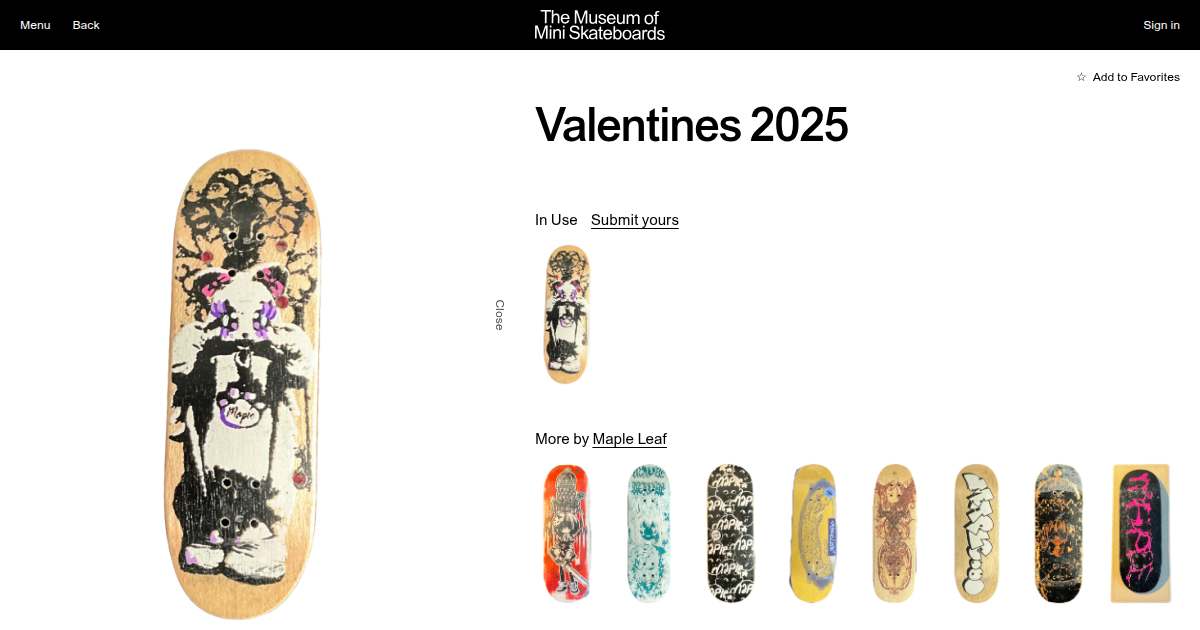 Menu
Back
The Museum of
Mini Skateboards
Sign in
☆ Add to Favorites
Valentines 2025
In Use Submit yours
Close
Maple
More by Maple Leaf